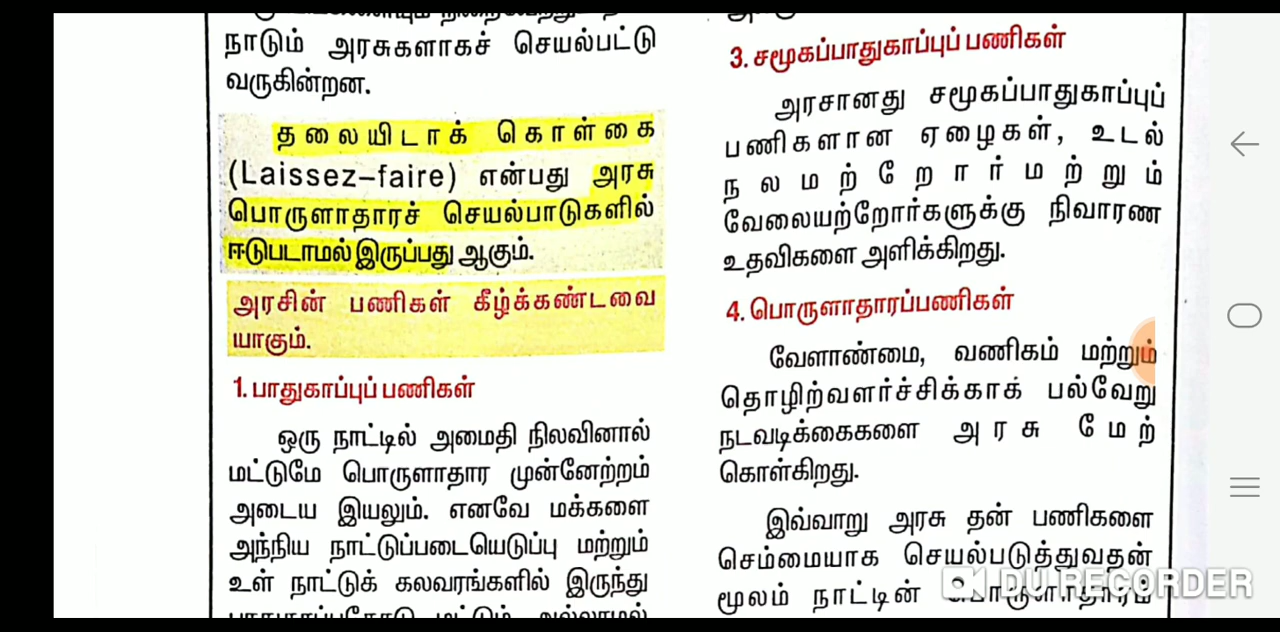 நாடும் அரசுகளாகச் செயல்பட்டு
வருகின்றன.
தலையிடாக் கொள்கை
(Laissez–faire) என்பது அரசு
பொருளாதாரச் செயல்பாடுகளில்
ஈடுபடாமல் இருப்பது ஆகும்.
அரசின் பணிகள் கீழ்க்கண்டவை
யாகும்.
1. பாதுகாப்புப் பணிகள்
ஒரு நாட்டில் அமைதி நிலவினால்
மட்டுமே பொருளாதார முன்னேற்றம்
அடைய இயலும். எனவே மக்களை
அந்நிய நாட்டுப்படையெடுப்பு மற்றும்
உள் நாட்டுக் கலவரங்களில் இருந்து
3. சமூகப்பாதுகாப்புப் பணிகள்
அரசானது சமூகப்பாதுகாப்புப்
பணிகளான ஏழைகள், உடல்
நலமற்றோர்மற்றும்
வேலையற்றோர்களுக்கு நிவாரண
உதவிகளை அளிக்கிறது.
4. பொருளாதாரப்பணிகள்
வேளாண்மை, வணிகம் மற்றும்
தொழிற்வளர்ச்சிக்காக் பல்வேறு
நடவடிக்கைகளை அரசு மேற்
கொள்கிறது.
இவ்வாறு அரசு தன் பணிகளை
செம்மையாக செயல்படுத்துவதன்
மூலம் நாட்டின் பொருளாதாரம்
DU RECORDER